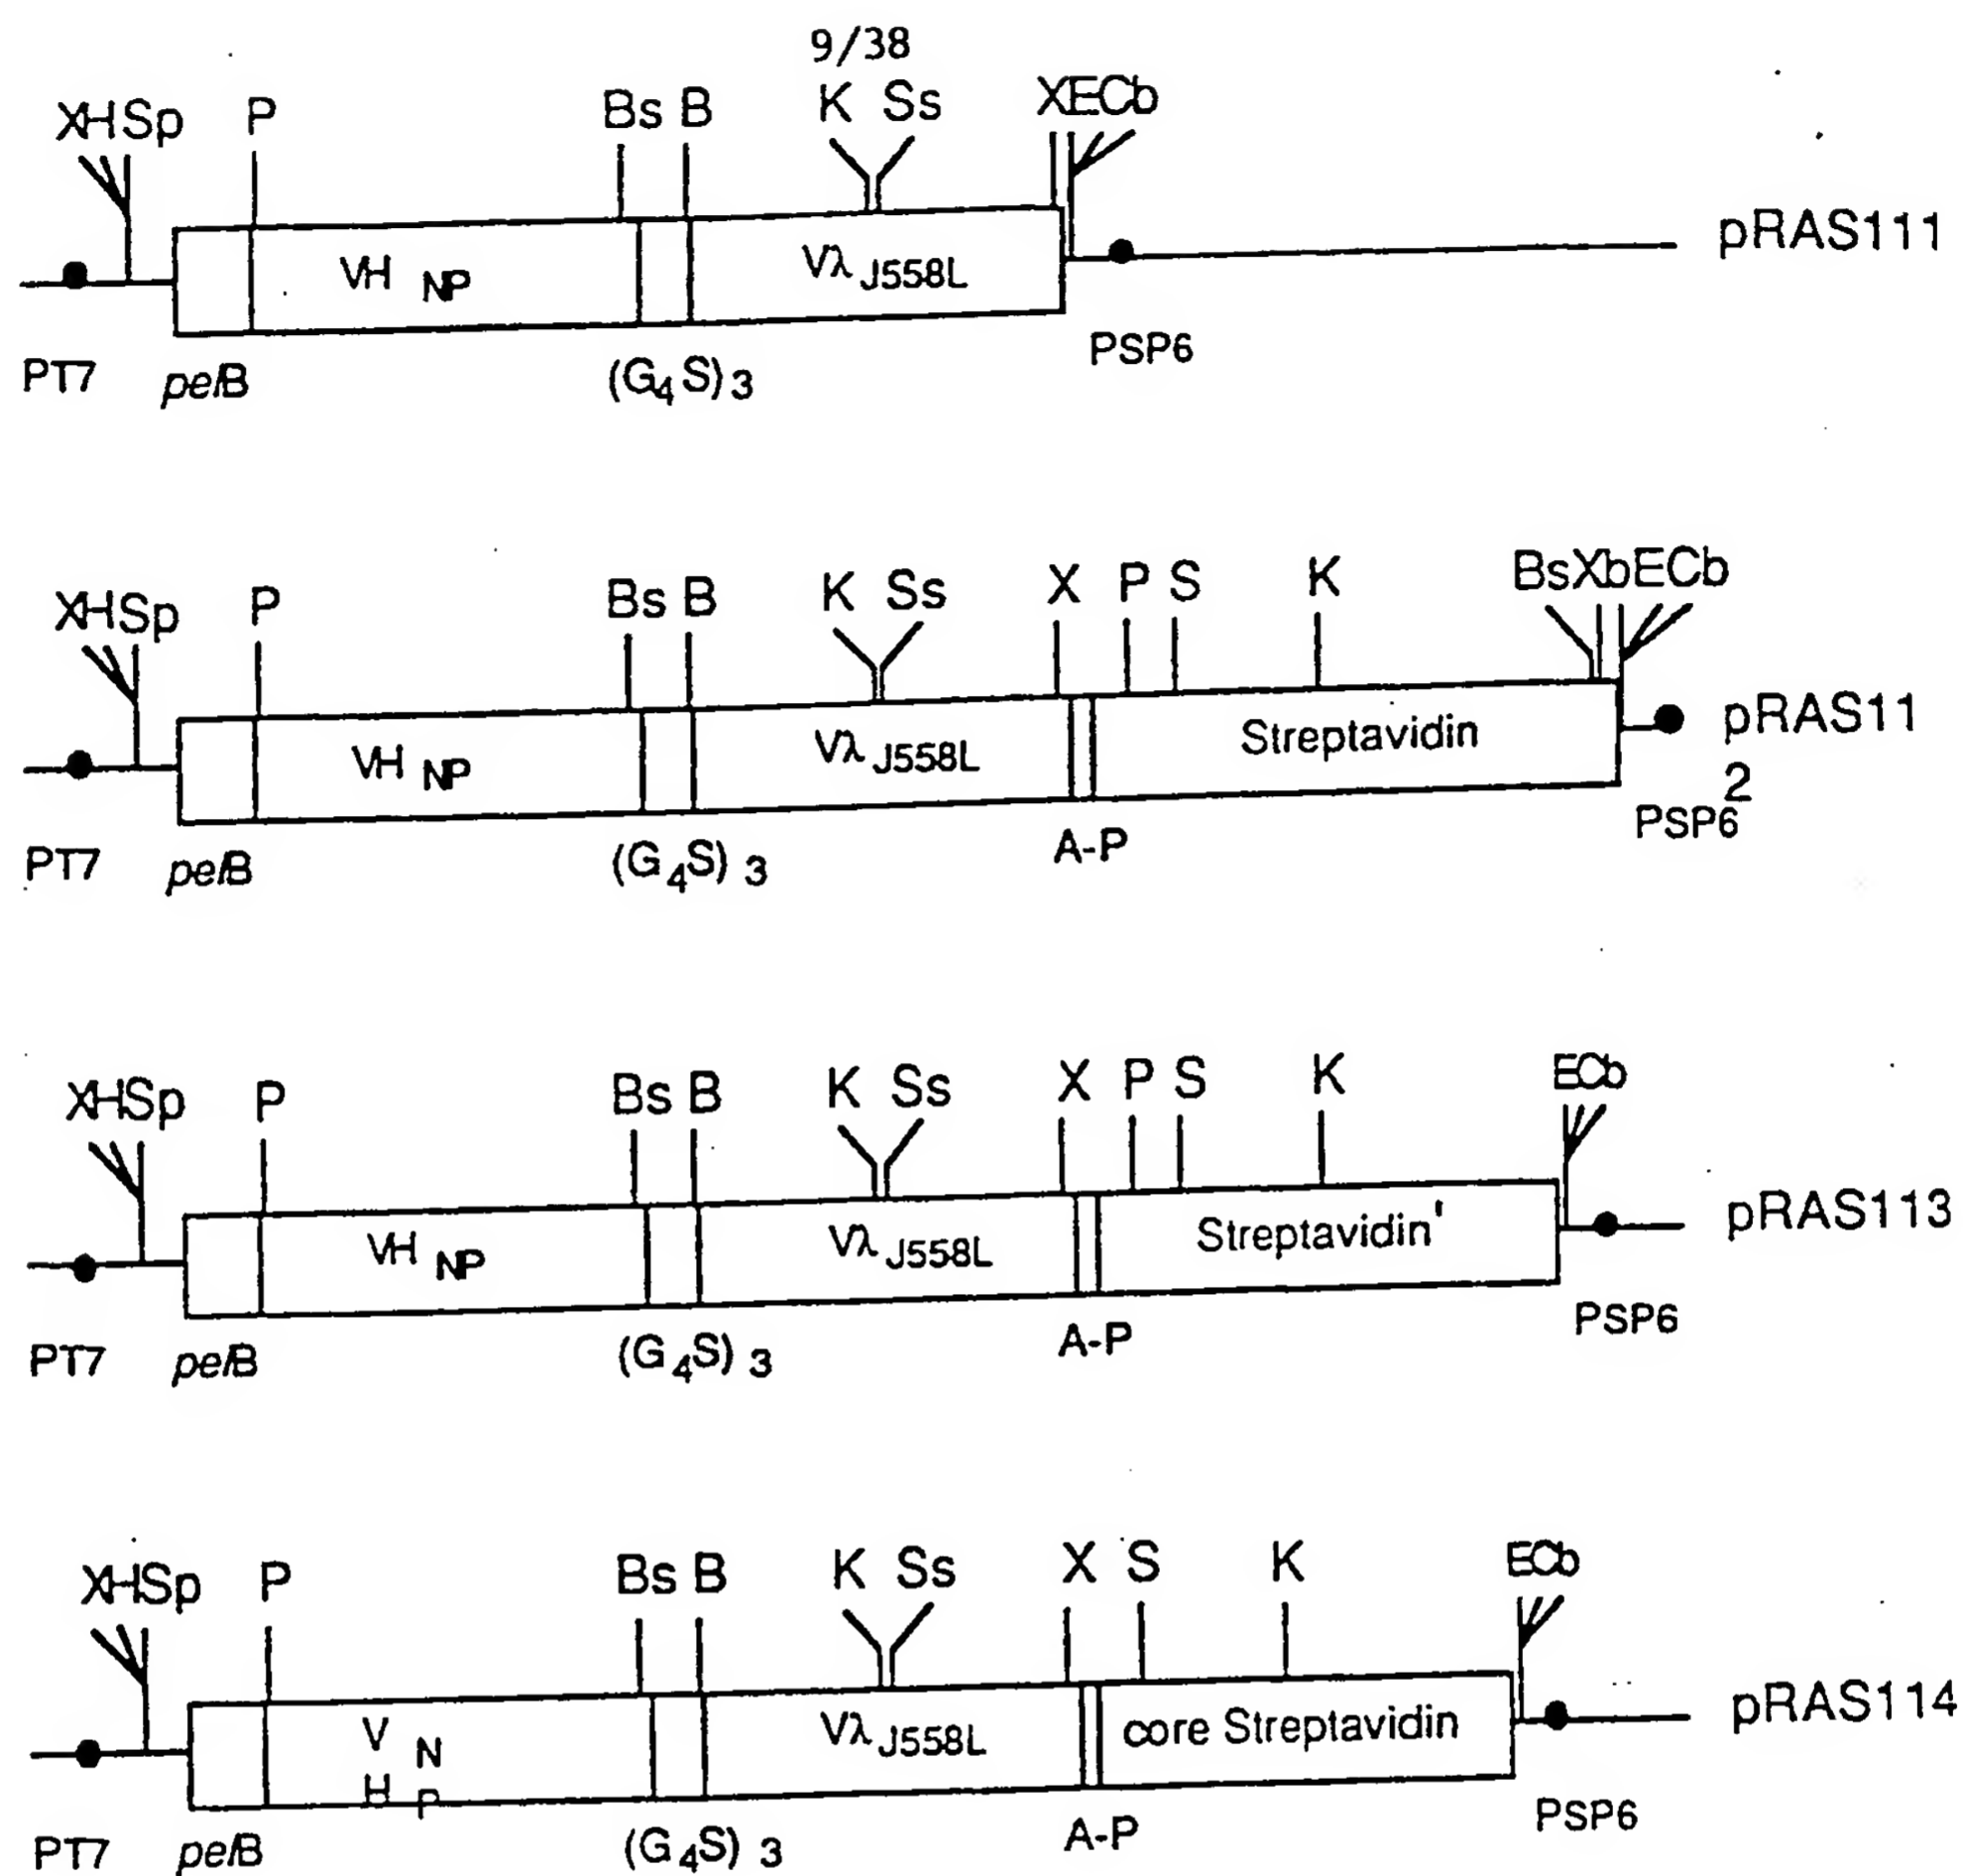 9/38
XHSp P Bs B K Ss XECb
VH NP Vλ J558L pRAS111
PT7 pelB (G4S)3 PSP6
XHSp P Bs B K Ss X P S K BsXbECb
VH NP Vλ J558L Streptavidin pRAS11
2
PT7 pelB (G4S)3 A-P PSP6
XHSp P Bs B K Ss X P S K ECb
VH NP Vλ J558L Streptavidin' pRAS113
PT7 pelB (G4S)3 A-P PSP6
XHSp P Bs B K Ss X S K ECb
V N Vλ J558L core Streptavidin pRAS114
H P
PT7 pelB (G4S)3 A-P PSP6